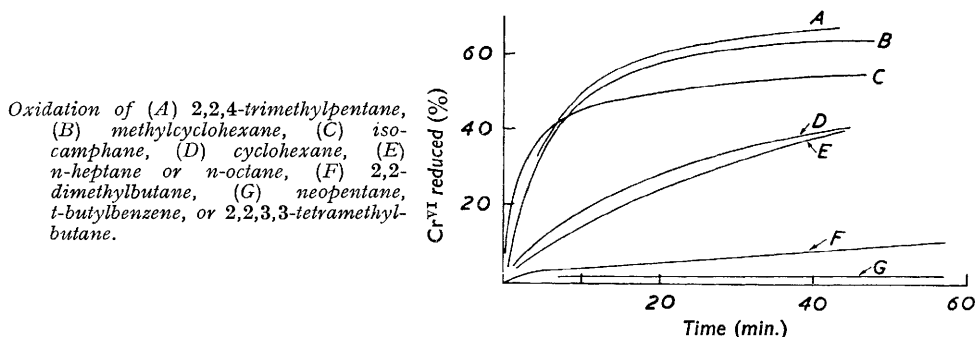 Oxidation of (A) 2,2,4-trimethylpentane,
(B) methylcyclohexane, (C) iso-
camphane, (D) cyclohexane, (E)
n-heptane or n-octane, (F) 2,2-
dimethylbutane, (G) neopentane,
t-butylbenzene, or 2,2,3,3-tetramethyl-
butane.
Cr^VI reduced (%)
60
40
20
A
B
C
D
E
F
G
20
40
60
Time (min.)